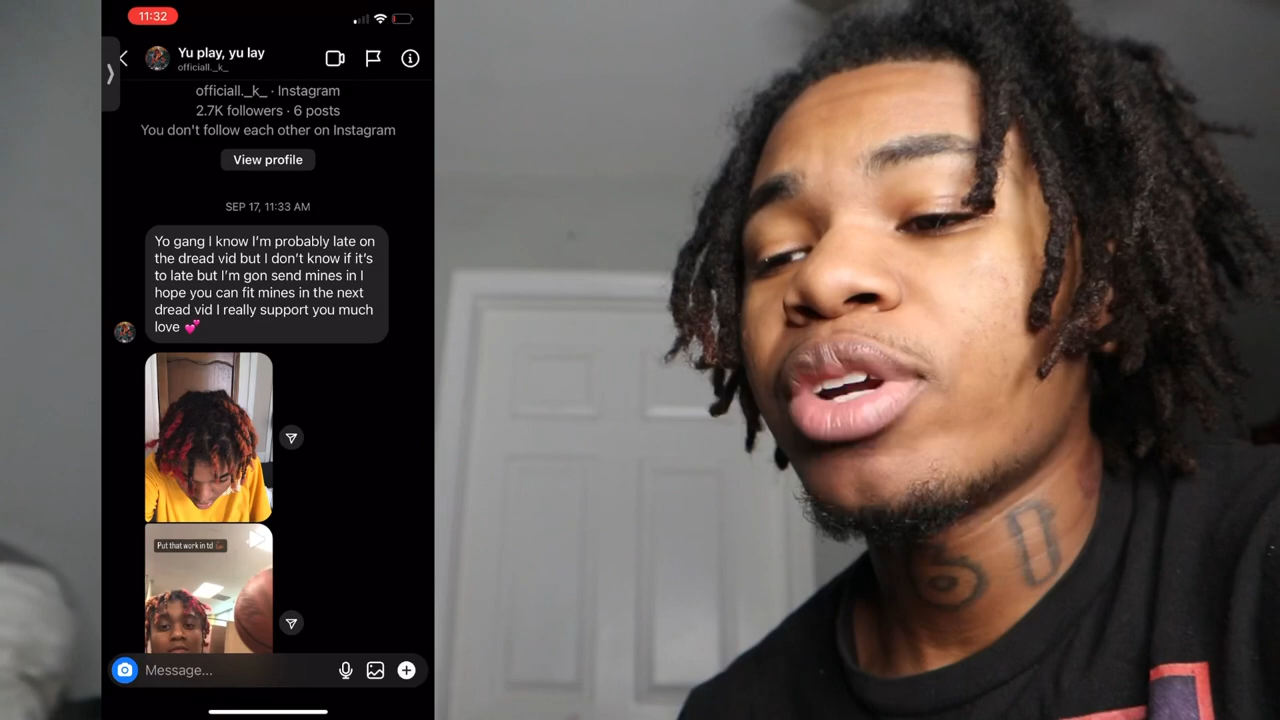 11:32
Yu play, yu lay
officiall._k_
officiall._k_ · Instagram
2.7K followers · 6 posts
You don't follow each other on Instagram
View profile
SEP 17, 11:33 AM
Yo gang I know I'm probably late on
the dread vid but I don't know if it's
to late but I'm gon send mines in I
hope you can fit mines in the next
dread vid I really support you much
love 💕
Put that work in td
Message...